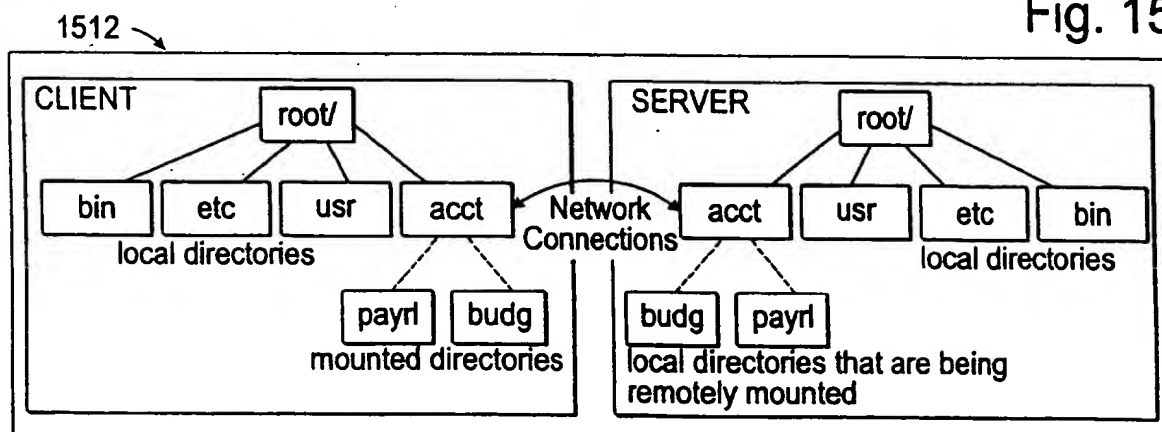 Fig. 15
1512
CLIENT
root/
bin
etc
usr
acct
local directories
payrl
budg
mounted directories
Network
Connections
SERVER
root/
acct
usr
etc
bin
local directories
budg
payrl
local directories that are being
remotely mounted